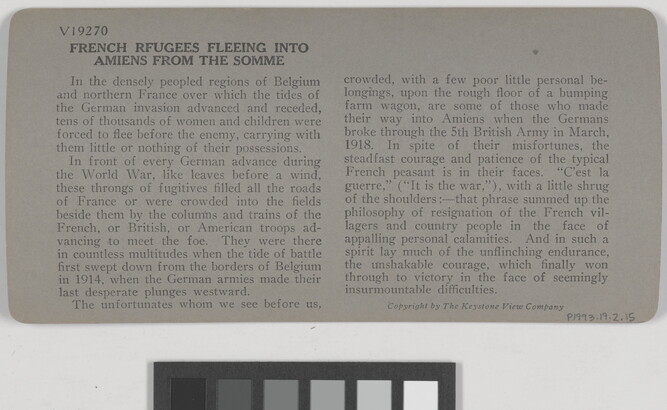 V19270
FRENCH RFUGEES FLEEING INTO
AMIENS FROM THE SOMME
In the densely peopled regions of Belgium
and northern France over which the tides of
the German invasion advanced and receded,
tens of thousands of women and children were
forced to flee before the enemy, carrying with
them little or nothing of their possessions.
In front of every German advance during
the World War, like leaves before a wind,
these throngs of fugitives filled all the roads
of France or were crowded into the fields
beside them by the columns and trains of the
French, or British, or American troops ad-
vancing to meet the foe. They were there
in countless multitudes when the tide of battle
first swept down from the borders of Belgium
in 1914, when the German armies made their
last desperate plunges westward.
The unfortunates whom we see before us,
crowded, with a few poor little personal be-
longings, upon the rough floor of a bumping
farm wagon, are some of those who made
their way into Amiens when the Germans
broke through the 5th British Army in March,
1918. In spite of their misfortunes, the
steadfast courage and patience of the typical
French peasant is in their faces. "C'est la
guerre," ("It is the war,"), with a little shrug
of the shoulders:—that phrase summed up the
philosophy of resignation of the French vil-
lagers and country people in the face of
appalling personal calamities. And in such a
spirit lay much of the unflinching endurance,
the unshakable courage, which finally won
through to victory in the face of seemingly
insurmountable difficulties.
Copyright by The Keystone View Company
P1993.19.2.15